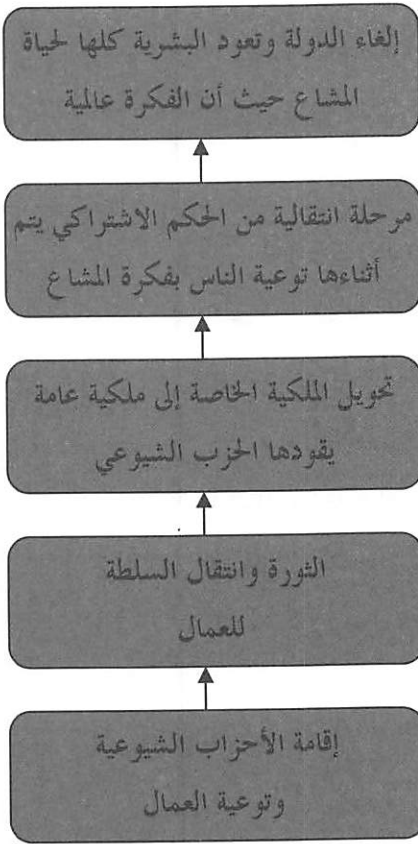 إلغاء الدولة وتعود البشرية كلها لحياة
المشاع حيث أن الفكرة عالمية
مرحلة انتقالية من الحكم الاشتراكي يتم
أثناءها توعية الناس بفكرة المشاع
تحويل الملكية الخاصة إلى ملكية عامة
يقودها الحزب الشيوعي
الثورة وانتقال السلطة
للعمال
إقامة الأحزاب الشيوعية
وتوعية العمال